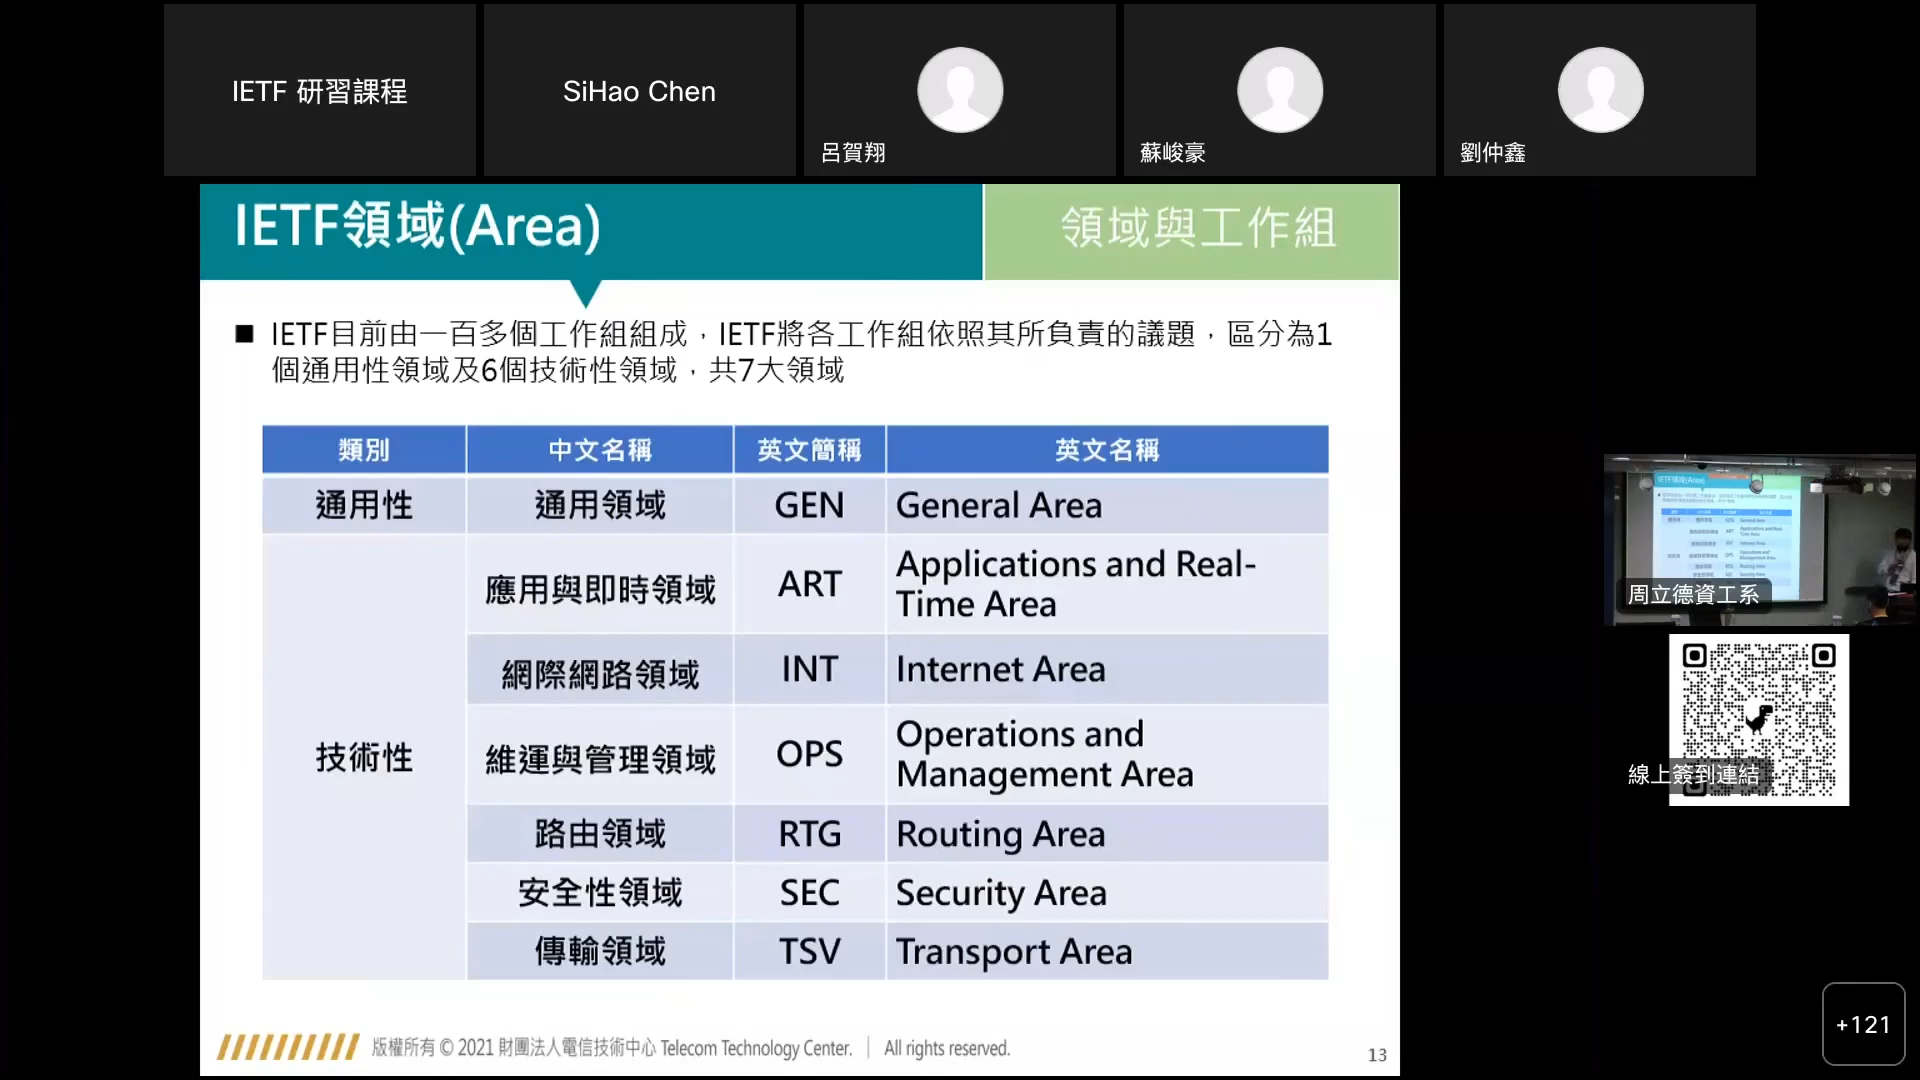 IETF 研習課程
SiHao Chen
呂賀翔
蘇峻豪
劉仲鑫
IETF領域(Area)
領域與工作組
■ IETF目前由一百多個工作組組成，IETF將各工作組依照其所負責的議題，區分為1
個通用性領域及6個技術性領域，共7大領域
類別 中文名稱 英文簡稱 英文名稱
通用性 通用領域 GEN General Area
技術性
應用與即時領域 ART Applications and Real-
Time Area
網際網路領域 INT Internet Area
維運與管理領域 OPS Operations and
Management Area
路由領域 RTG Routing Area
安全性領域 SEC Security Area
傳輸領域 TSV Transport Area
版權所有 © 2021 財團法人電信技術中心 Telecom Technology Center. | All rights reserved.
13
IETF領域(Area)
周立德資工系
線上簽到連結
+121